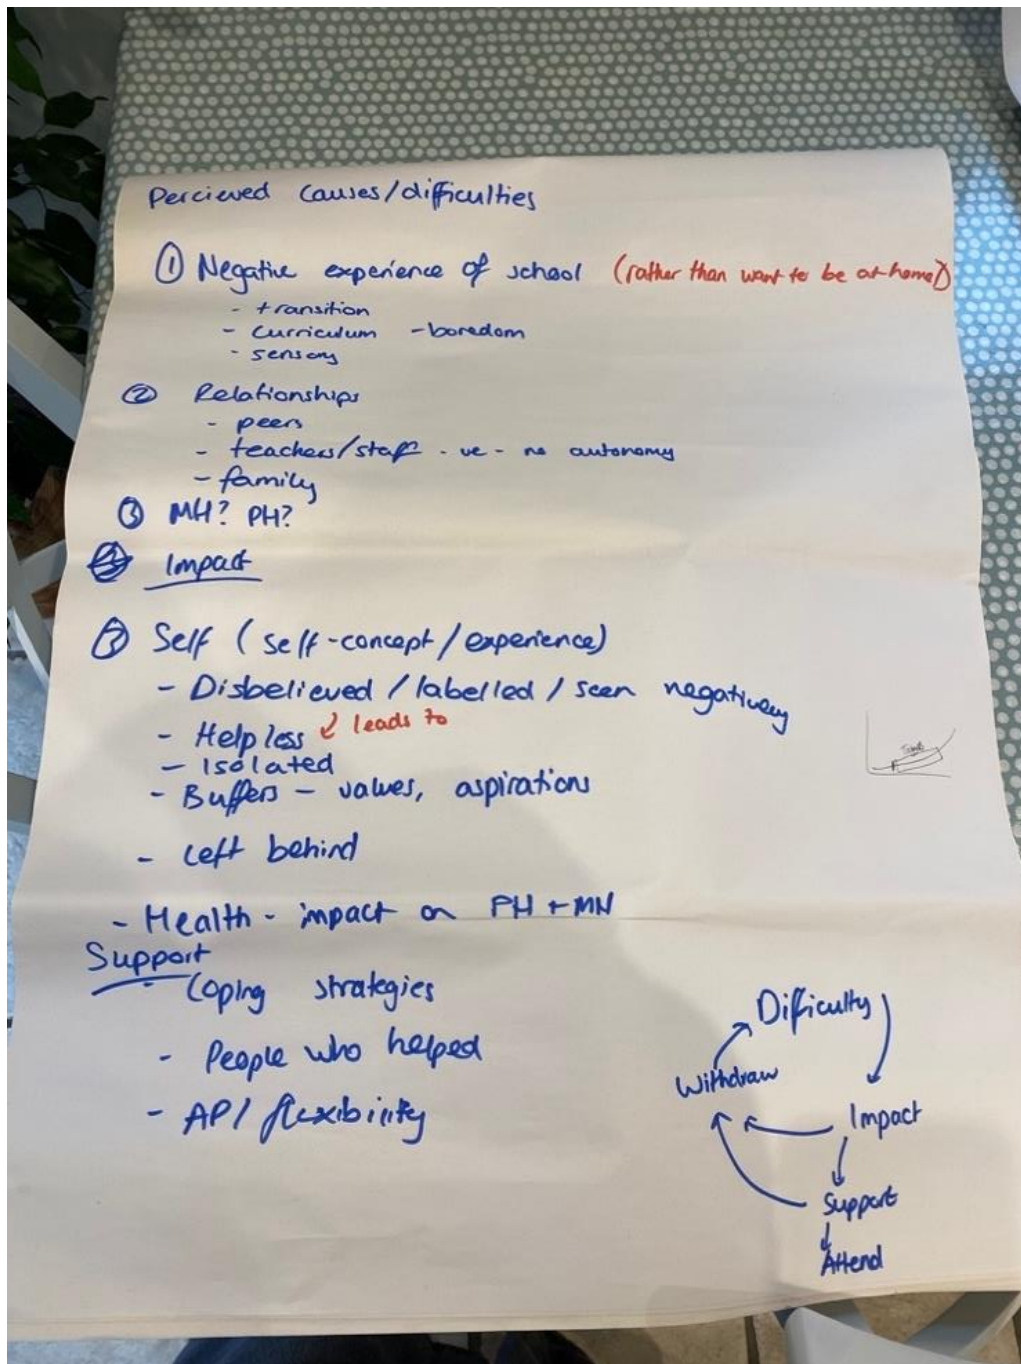 Percieved causes/difficulties
① Negative experience of school (rather than want to be at home)
- transition
- curriculum - boredom
- sensory
② Relationships
- peers
- teachers/staff - ve - no autonomy
- family
③ MH? PH?
Impact
Self (self-concept/experience)
- Disbelieved / labelled / seen negatively
- Helpless leads to
- Isolated
- Buffers - values, aspirations
- Left behind
- Health - impact on PH + MH
Support
- Coping strategies
- People who helped
- AP/ flexibility
Difficulty
Withdraw
Impact
Support
Attend